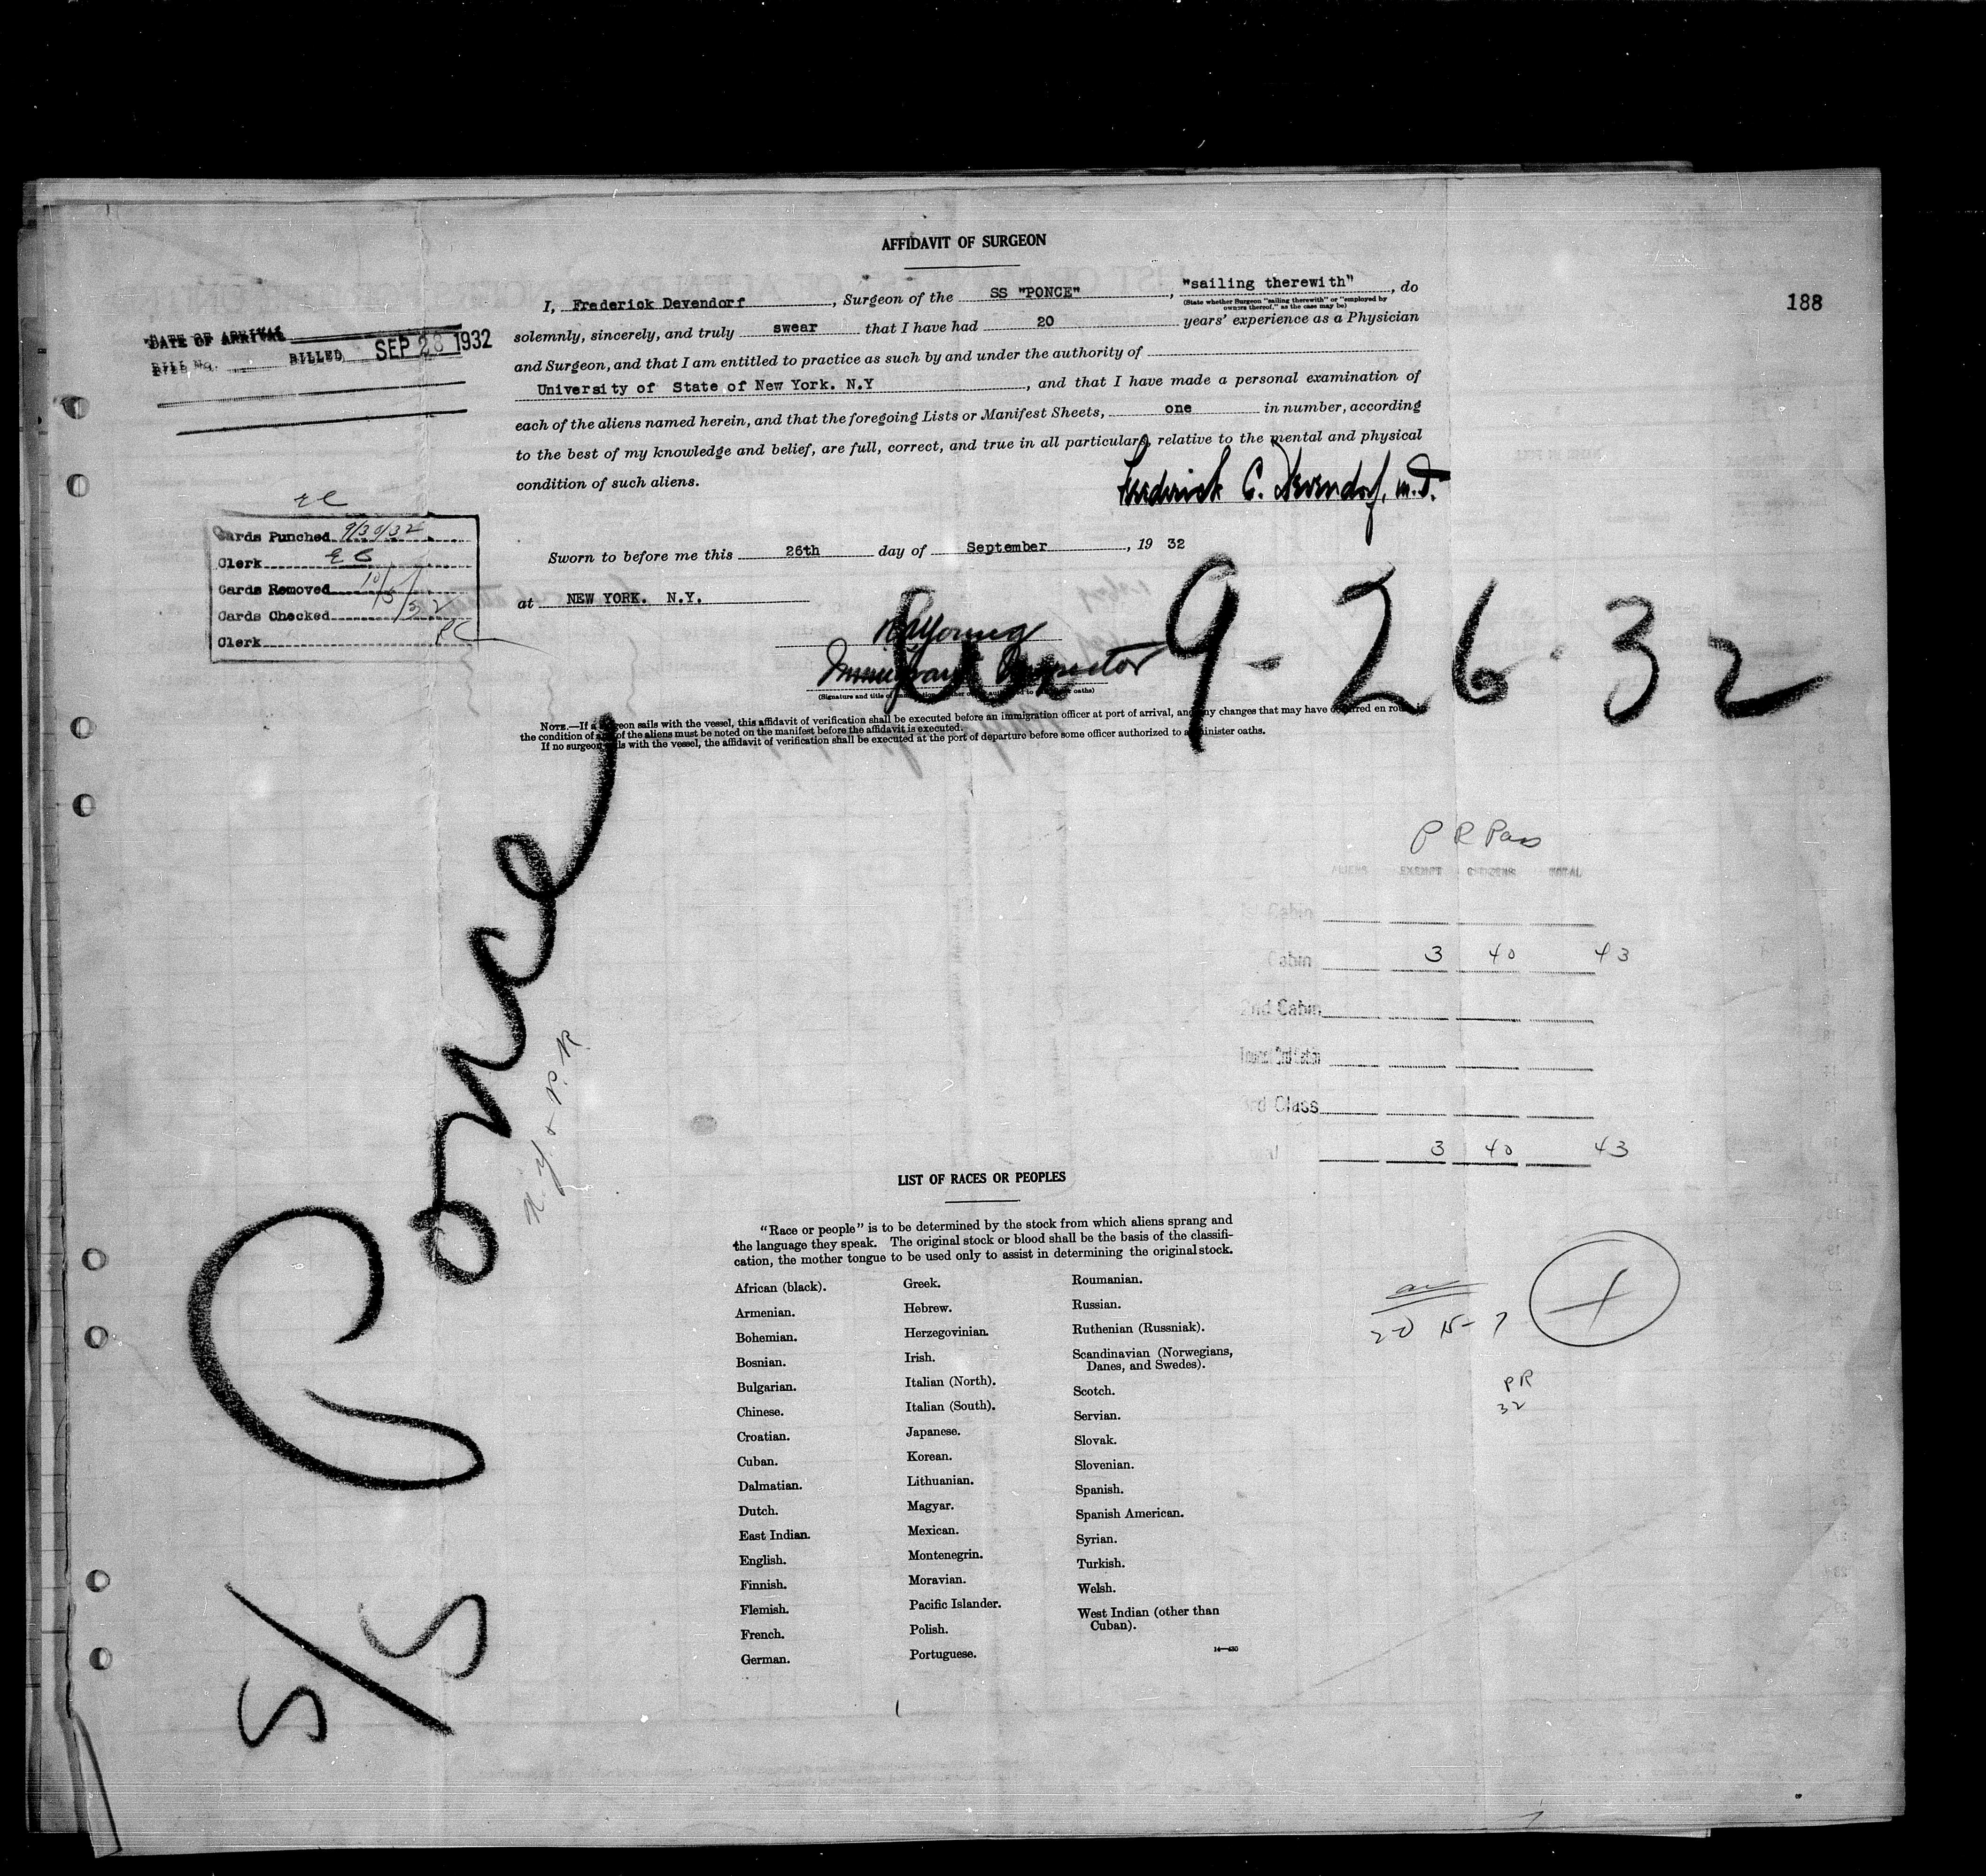 AFFIDAVIT OF SURGEON
188
I, Frederick Devendorf, Surgeon of the SS "PONCE", "sailing therewith", do
(State whether Surgeon "sailing therewith" or "employed by
owners thereof," as the case may be)
solemnly, sincerely, and truly swear that I have had 20 years' experience as a Physician
and Surgeon, and that I am entitled to practice as such by and under the authority of
University of State of New York. N.Y, and that I have made a personal examination of
each of the aliens named herein, and that the foregoing Lists or Manifest Sheets, one in number, according
to the best of my knowledge and belief, are full, correct, and true in all particulars, relative to the mental and physical
condition of such aliens.
Frederick C. Devendorf, M.D.
Sworn to before me this 26th day of September, 19 32
at NEW YORK. N.Y.
Immigrant Inspector
9-26-32
NOTE.—If a surgeon sails with the vessel, this affidavit of verification shall be executed before an immigration officer at port of arrival, and any changes that may have occurred en route in
the condition of any of the aliens must be noted on the manifest before the affidavit is executed.
If no surgeon sails with the vessel, the affidavit of verification shall be executed at the port of departure before some officer authorized to administer oaths.
DATE OF ARRIVAL
BILL No. BILLED SEP 28 1932
Cards Punched 9/30/32
Clerk
Cards Removed 10/5/32
Cards Checked
Clerk
S/S Ponce
N.Y. + P.R.
P R Pass
ALIENS EXEMPT CITIZENS TOTAL
Cabin
Cabin 3 40 43
2nd Cabin
3rd Class
3 40 43
LIST OF RACES OR PEOPLES
"Race or people" is to be determined by the stock from which aliens sprang and
the language they speak. The original stock or blood shall be the basis of the classifi-
cation, the mother tongue to be used only to assist in determining the original stock.
African (black).
Armenian.
Bohemian.
Bosnian.
Bulgarian.
Chinese.
Croatian.
Cuban.
Dalmatian.
Dutch.
East Indian.
English.
Finnish.
Flemish.
French.
German.
Greek.
Hebrew.
Herzegovinian.
Irish.
Italian (North).
Italian (South).
Japanese.
Korean.
Lithuanian.
Magyar.
Mexican.
Montenegrin.
Moravian.
Pacific Islander.
Polish.
Portuguese.
Roumanian.
Russian.
Ruthenian (Russniak).
Scandinavian (Norwegians,
Danes, and Swedes).
Scotch.
Servian.
Slovak.
Slovenian.
Spanish.
Spanish American.
Syrian.
Turkish.
Welsh.
West Indian (other than
Cuban).
PR
32